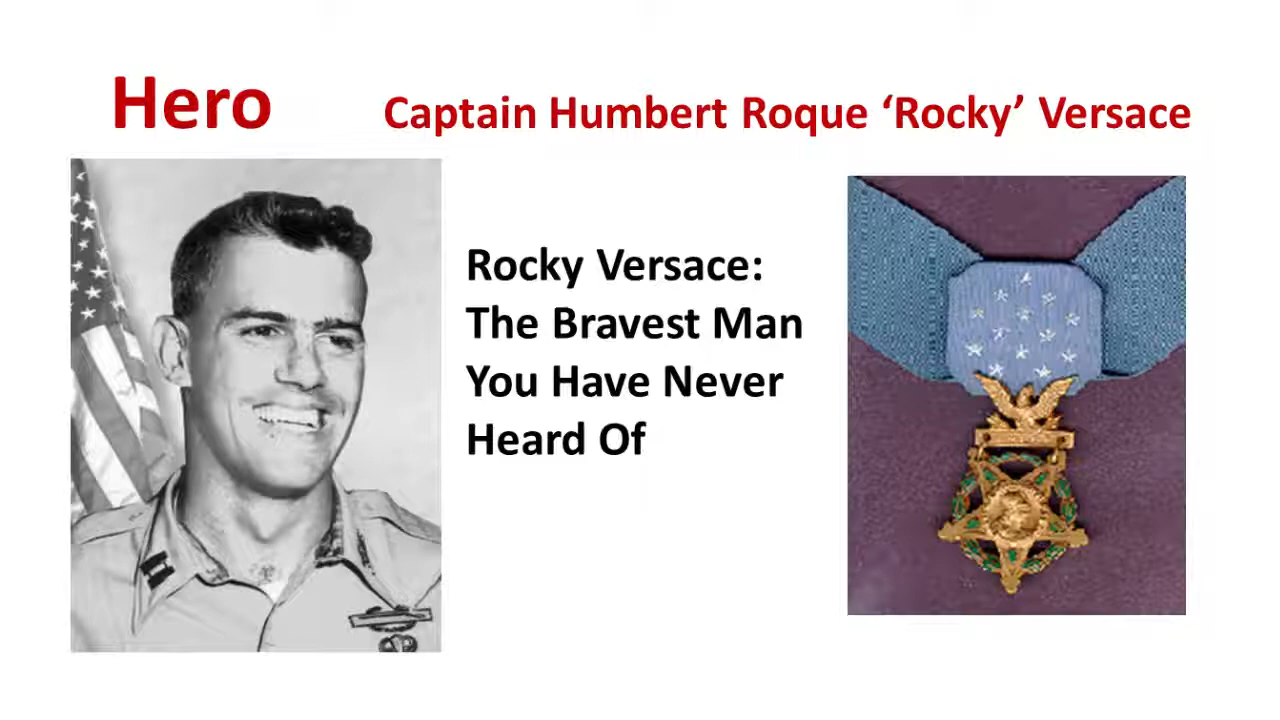 Hero
Captain Humbert Roque ‘Rocky’ Versace
Rocky Versace:
The Bravest Man
You Have Never
Heard Of